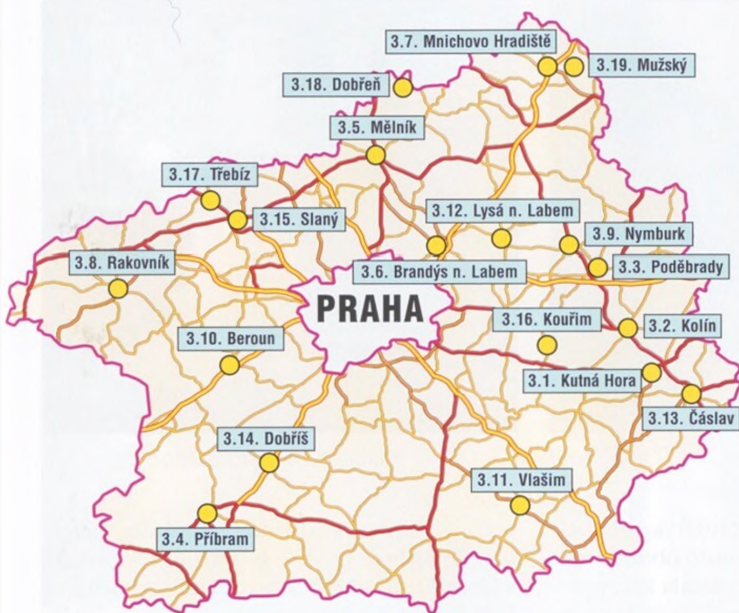 3.7. Mnichovo Hradiště
3.19. Mužský
3.18. Dobřeň
3.5. Mělník
3.17. Třebíz
3.15. Slaný
3.12. Lysá n. Labem
3.9. Nymburk
3.8. Rakovník
3.6. Brandýs n. Labem
3.3. Poděbrady
PRAHA
3.16. Kouřim
3.2. Kolín
3.10. Beroun
3.1. Kutná Hora
3.13. Čáslav
3.14. Dobříš
3.11. Vlašim
3.4. Příbram